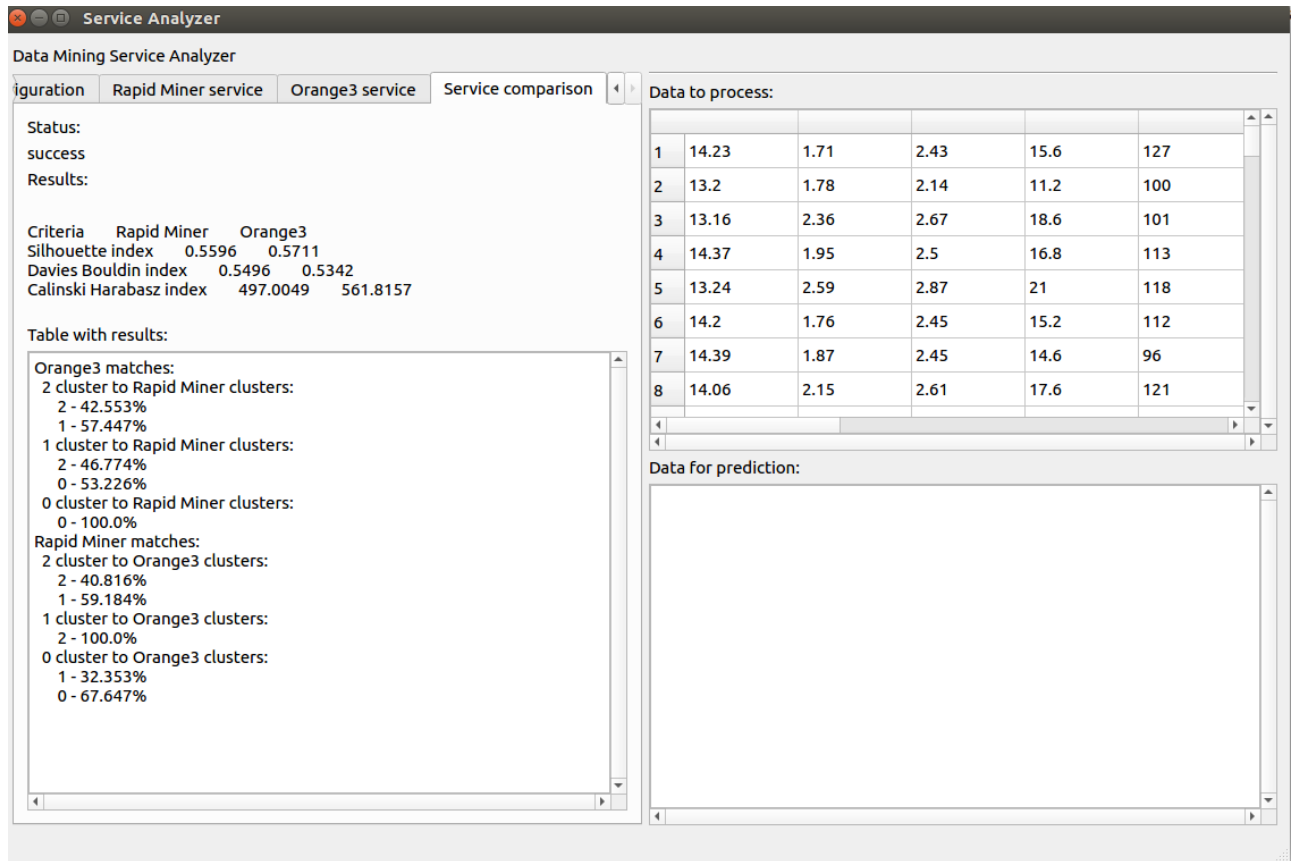 Service Analyzer
Data Mining Service Analyzer
iguration Rapid Miner service Orange3 service Service comparison
Status:
success
Results:
Criteria Rapid Miner Orange3
Silhouette index 0.5596 0.5711
Davies Bouldin index 0.5496 0.5342
Calinski Harabasz index 497.0049 561.8157
Table with results:
Orange3 matches:
2 cluster to Rapid Miner clusters:
2 - 42.553%
1 - 57.447%
1 cluster to Rapid Miner clusters:
2 - 46.774%
0 - 53.226%
0 cluster to Rapid Miner clusters:
0 - 100.0%
Rapid Miner matches:
2 cluster to Orange3 clusters:
2 - 40.816%
1 - 59.184%
1 cluster to Orange3 clusters:
2 - 100.0%
0 cluster to Orange3 clusters:
1 - 32.353%
0 - 67.647%
Data to process:
1 14.23 1.71 2.43 15.6 127
2 13.2 1.78 2.14 11.2 100
3 13.16 2.36 2.67 18.6 101
4 14.37 1.95 2.5 16.8 113
5 13.24 2.59 2.87 21 118
6 14.2 1.76 2.45 15.2 112
7 14.39 1.87 2.45 14.6 96
8 14.06 2.15 2.61 17.6 121
Data for prediction: